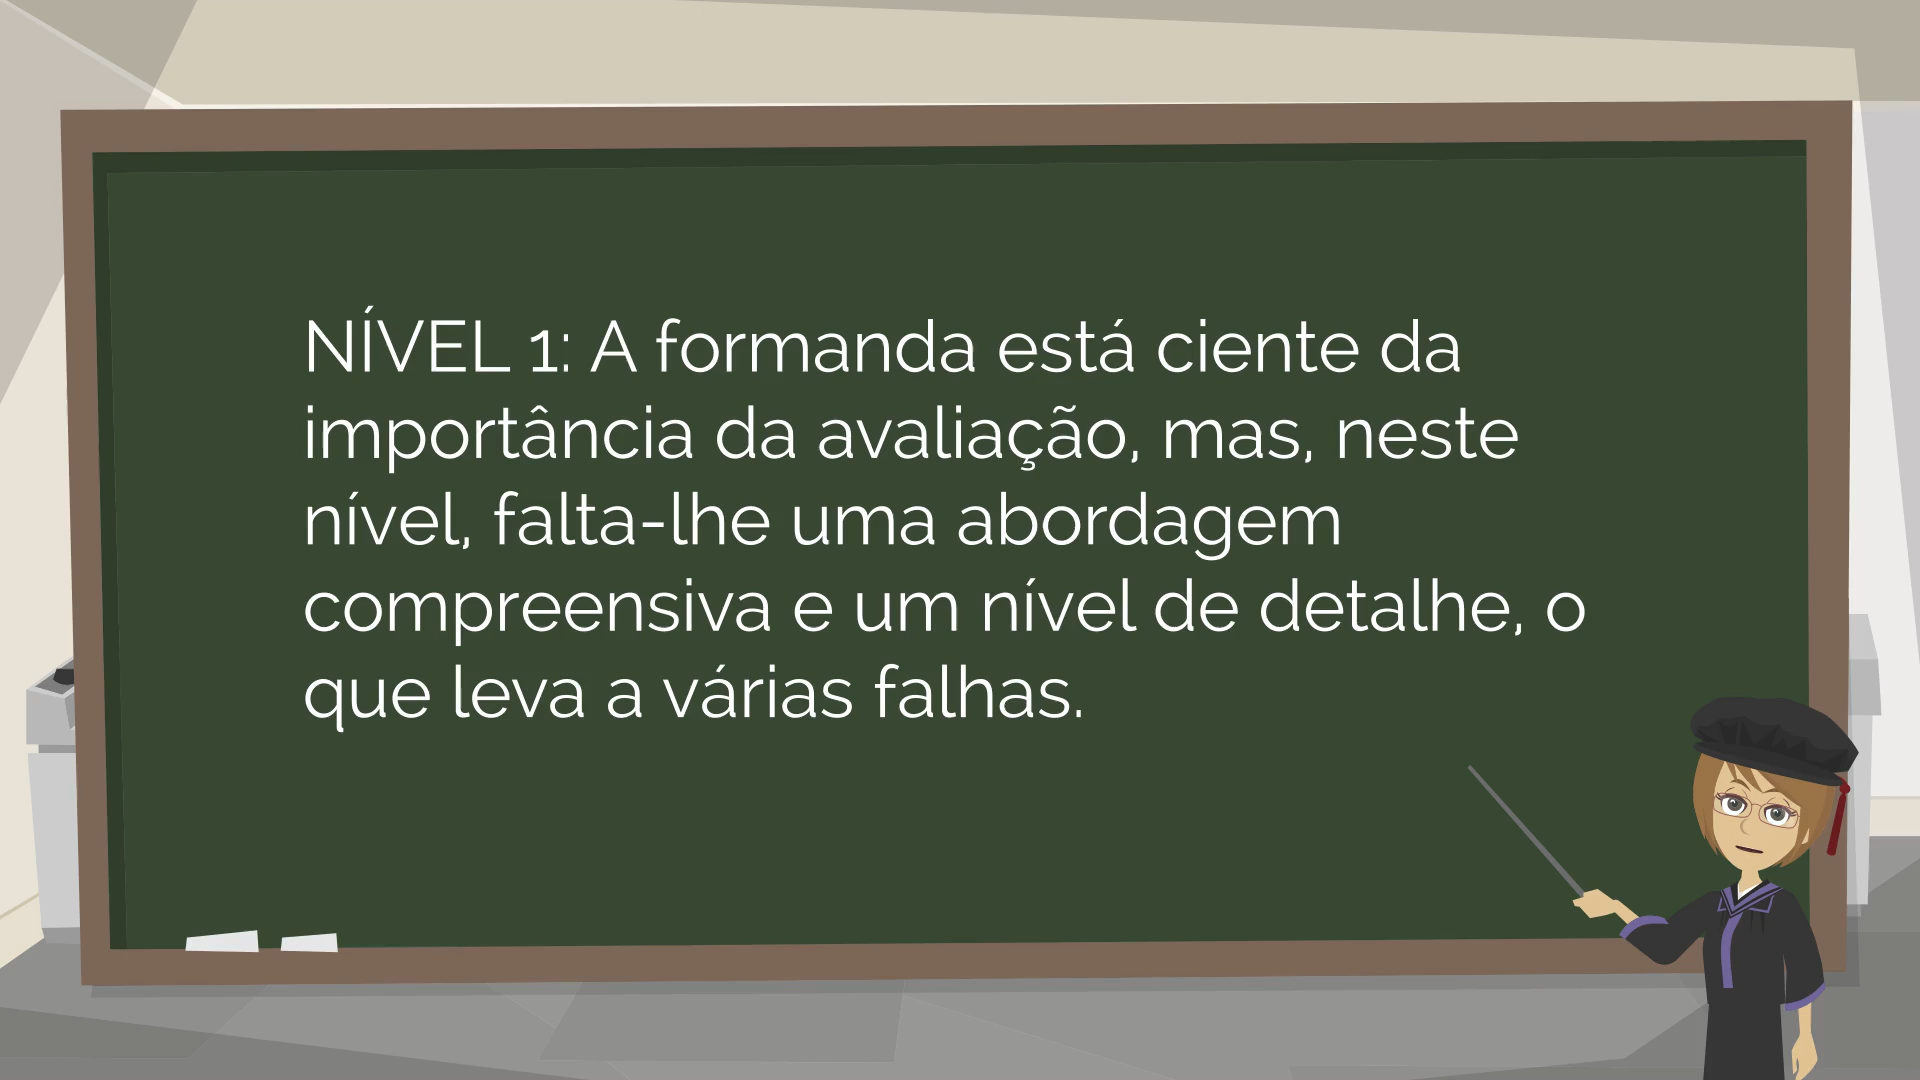 NÍVEL 1: A formanda está ciente da
importância da avaliação, mas, neste
nível, falta-lhe uma abordagem
compreensiva e um nível de detalhe, o
que leva a várias falhas.